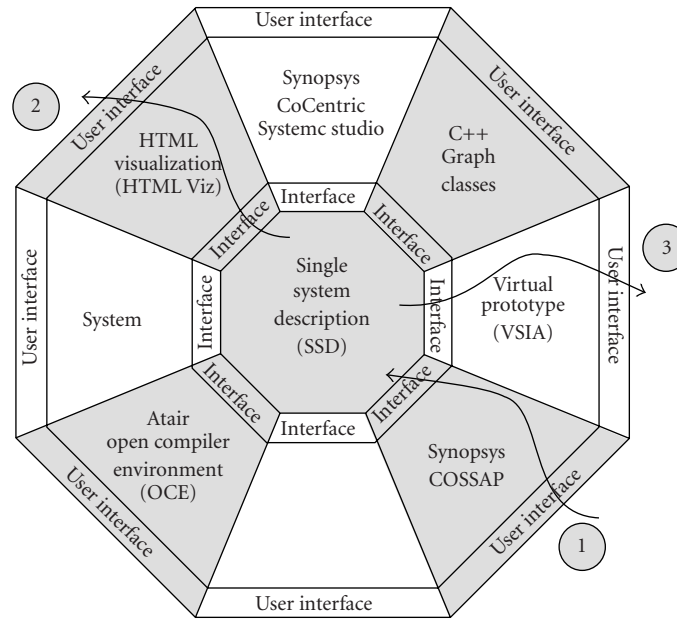 User interface
Synopsys
CoCentric
Systemc studio
User interface
HTML
visualization
(HTML Viz)
2
User interface
C++
Graph
classes
Interface
Interface
Interface
User interface
System
Interface
Single
system
description
(SSD)
Interface
Virtual
prototype
(VSIA)
User interface
3
Interface
Interface
Interface
Atair
open compiler
environment
(OCE)
User interface
Synopsys
COSSAP
User interface
1
User interface